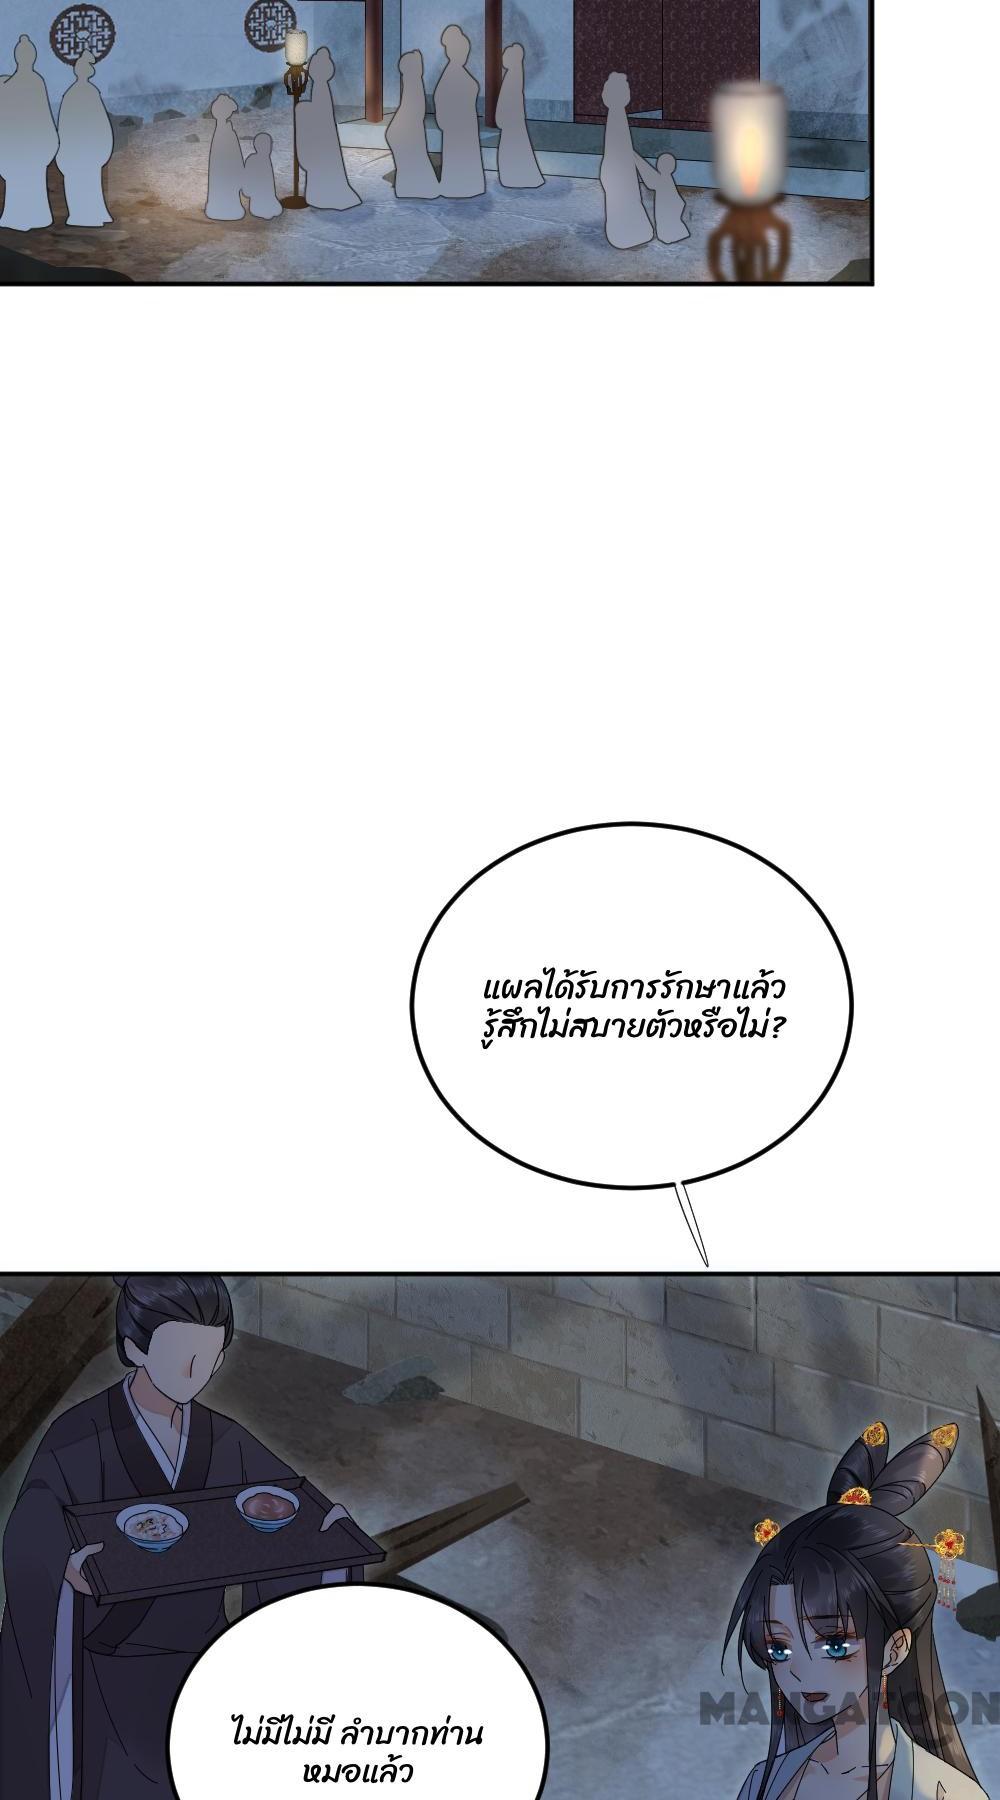 แผลได้รับการรักษาแล้ว
รู้สึกไม่สบายตัวหรือไม่?
ไม่มีไม่มี ลำบากท่าน
หมอแล้ว
MANGATOON